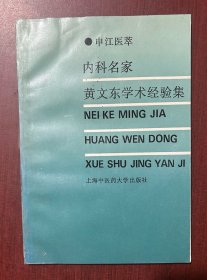 ● 申江医萃
内科名家
黄文东学术经验集
NEI KE MING JIA
HUANG WEN DONG
XUE SHU JING YAN JI
上海中医药大学出版社